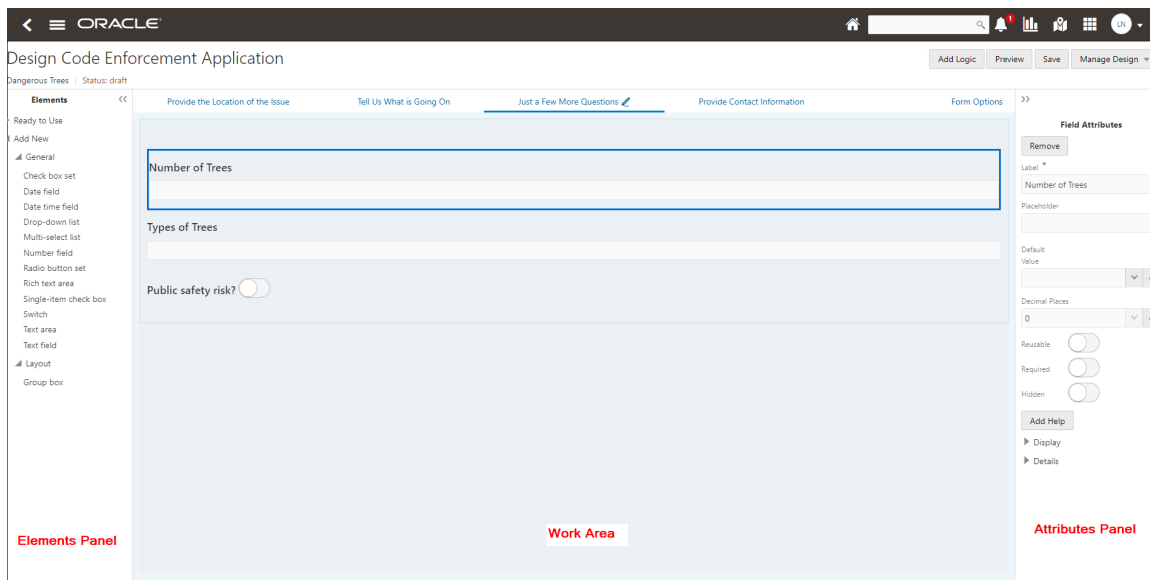 ORACLE
1
LN
Design Code Enforcement Application
Add Logic Preview Save Manage Design
Dangerous Trees | Status: draft
Elements
Provide the Location of the Issue Tell Us What is Going On Just a Few More Questions Provide Contact Information Form Options
Ready to Use
Add New
General
Check box set
Date field
Date time field
Drop-down list
Multi-select list
Number field
Radio button set
Rich text area
Single-item check box
Switch
Text area
Text field
Layout
Group box
Elements Panel
Number of Trees
Types of Trees
Public safety risk?
Work Area
Field Attributes
Remove
Label *
Number of Trees
Placeholder
Default
Value
Decimal Places
0
Reusable
Required
Hidden
Add Help
Display
Details
Attributes Panel